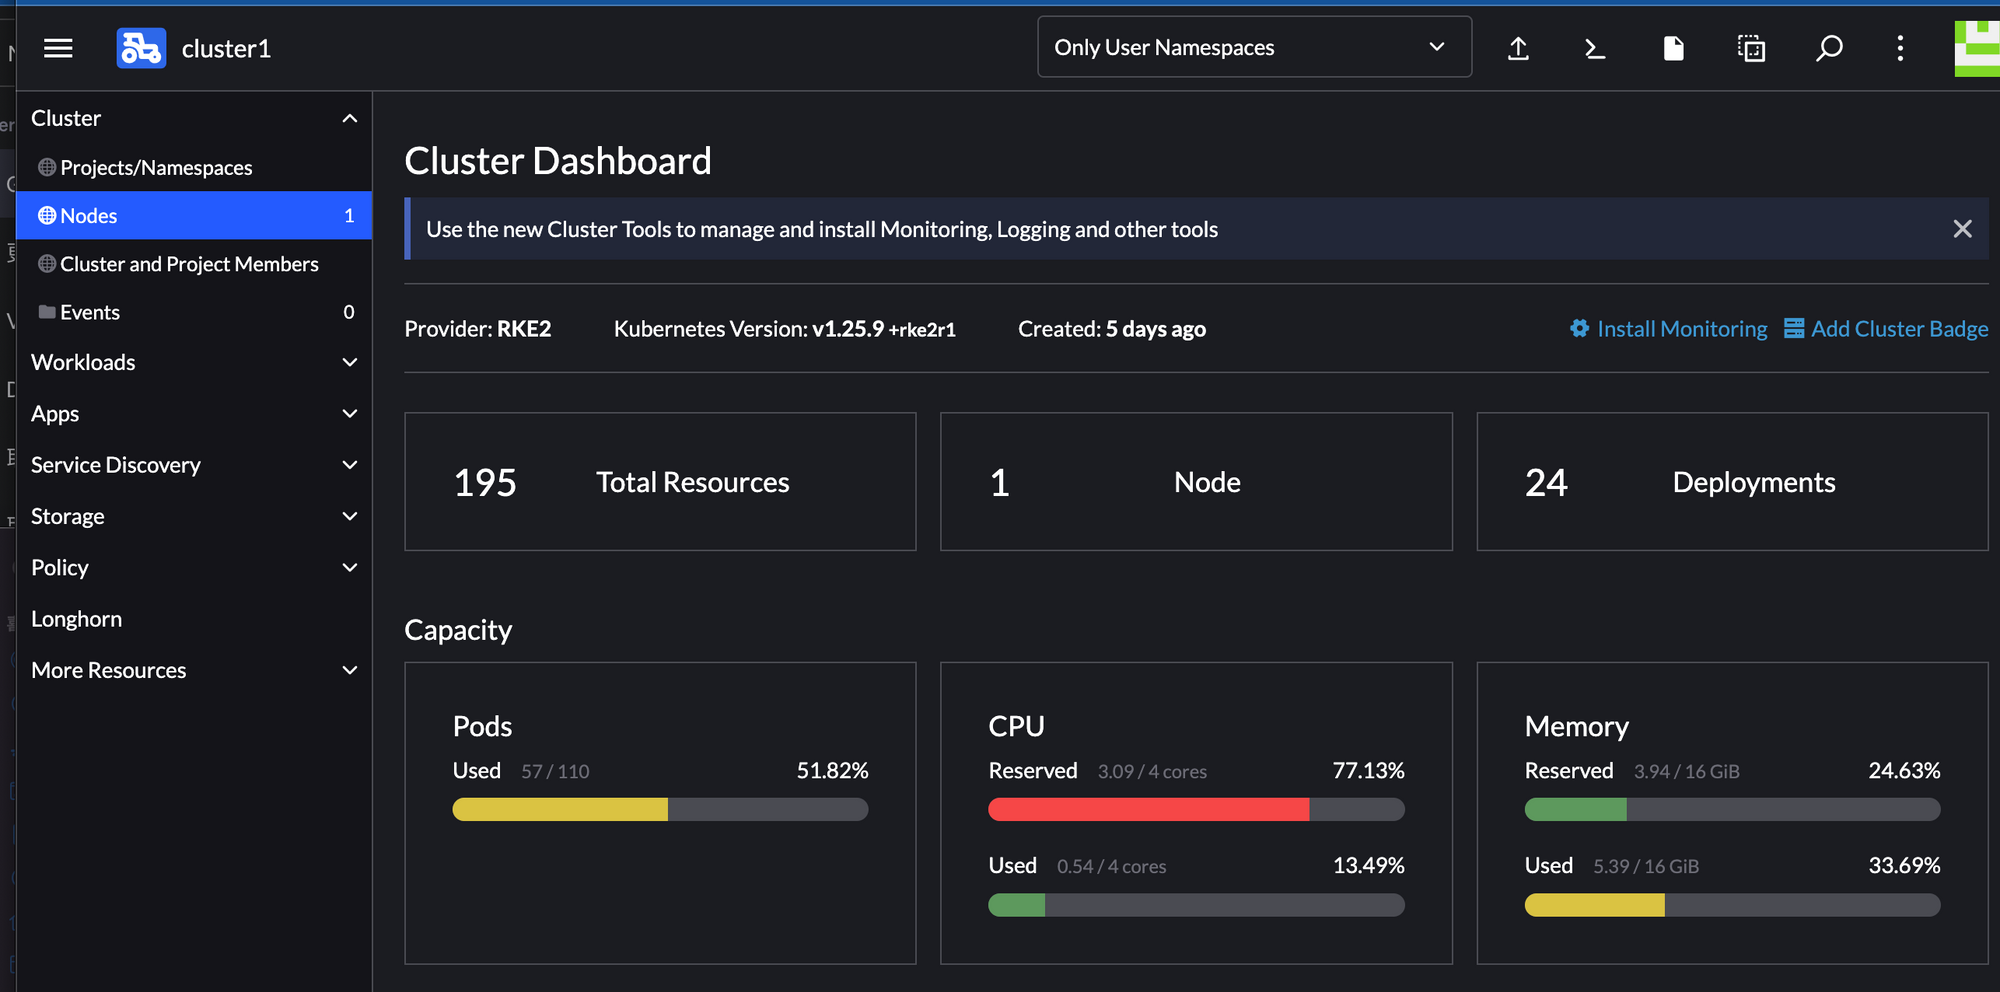 cluster1
Only User Namespaces
Cluster
Projects/Namespaces
Nodes 1
Cluster and Project Members
Events 0
Workloads
Apps
Service Discovery
Storage
Policy
Longhorn
More Resources
Cluster Dashboard
Use the new Cluster Tools to manage and install Monitoring, Logging and other tools
Provider: RKE2 Kubernetes Version: v1.25.9 +rke2r1 Created: 5 days ago Install Monitoring Add Cluster Badge
195 Total Resources
1 Node
24 Deployments
Capacity
Pods
Used 57 / 110 51.82%
CPU
Reserved 3.09 / 4 cores 77.13%
Used 0.54 / 4 cores 13.49%
Memory
Reserved 3.94 / 16 GiB 24.63%
Used 5.39 / 16 GiB 33.69%